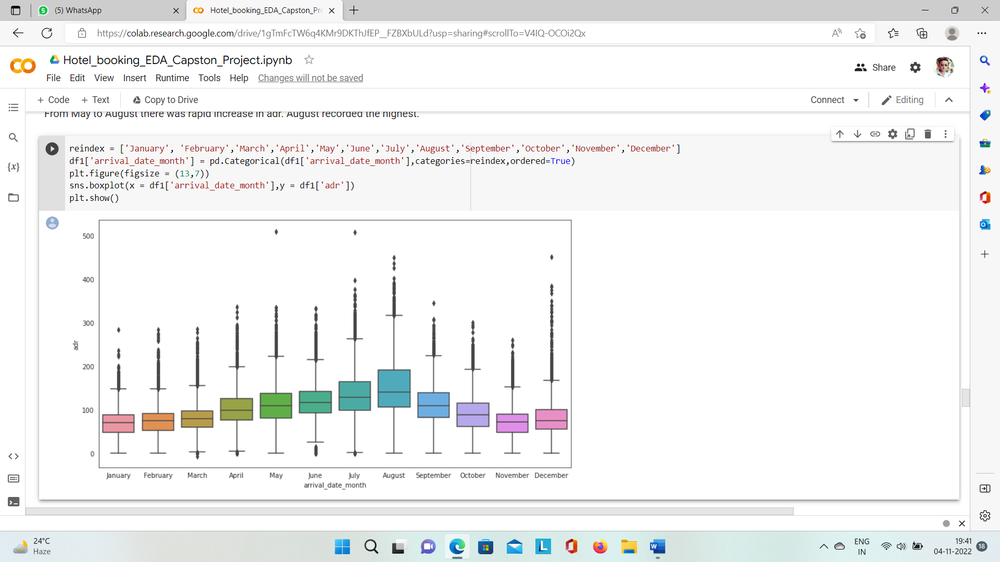 (5) WhatsApp
Hotel_booking_EDA_Capston_Pro
https://colab.research.google.com/drive/1gTmFcTW6q4KMr9DKThJfEP__FZBXbULd?usp=sharing#scrollTo=V4IQ-OCOi2Qx
Hotel_booking_EDA_Capston_Project.ipynb
Share
File Edit View Insert Runtime Tools Help Changes will not be saved
+ Code + Text Copy to Drive
Connect Editing
From May to August there was rapid increase in adr. August recorded the highest.
reindex = ['January', 'February','March','April','May','June','July','August','September','October','November','December']
df1['arrival_date_month'] = pd.Categorical(df1['arrival_date_month'],categories=reindex,ordered=True)
plt.figure(figsize = (13,7))
sns.boxplot(x = df1['arrival_date_month'],y = df1['adr'])
plt.show()
500
400
300
adr
200
100
0
January February March April May June July August September October November December
arrival_date_month
24°C
Haze
ENG
IN
19:41
04-11-2022
18